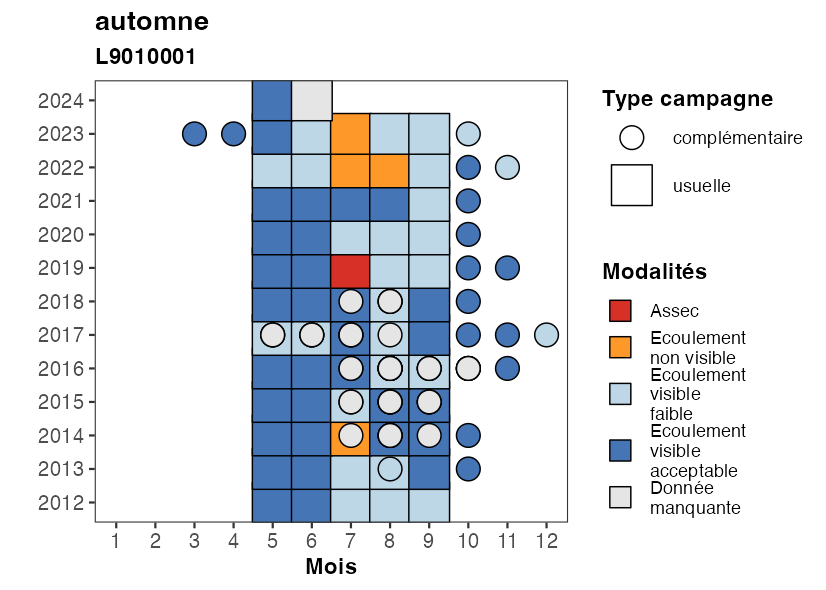 automne
L9010001
2024
2023
2022
2021
2020
2019
2018
2017
2016
2015
2014
2013
2012
1 2 3 4 5 6 7 8 9 10 11 12
Mois
Type campagne
complémentaire
usuelle
Modalités
Assec
Ecoulement
non visible
Ecoulement
visible
faible
Ecoulement
visible
acceptable
Donnée
manquante